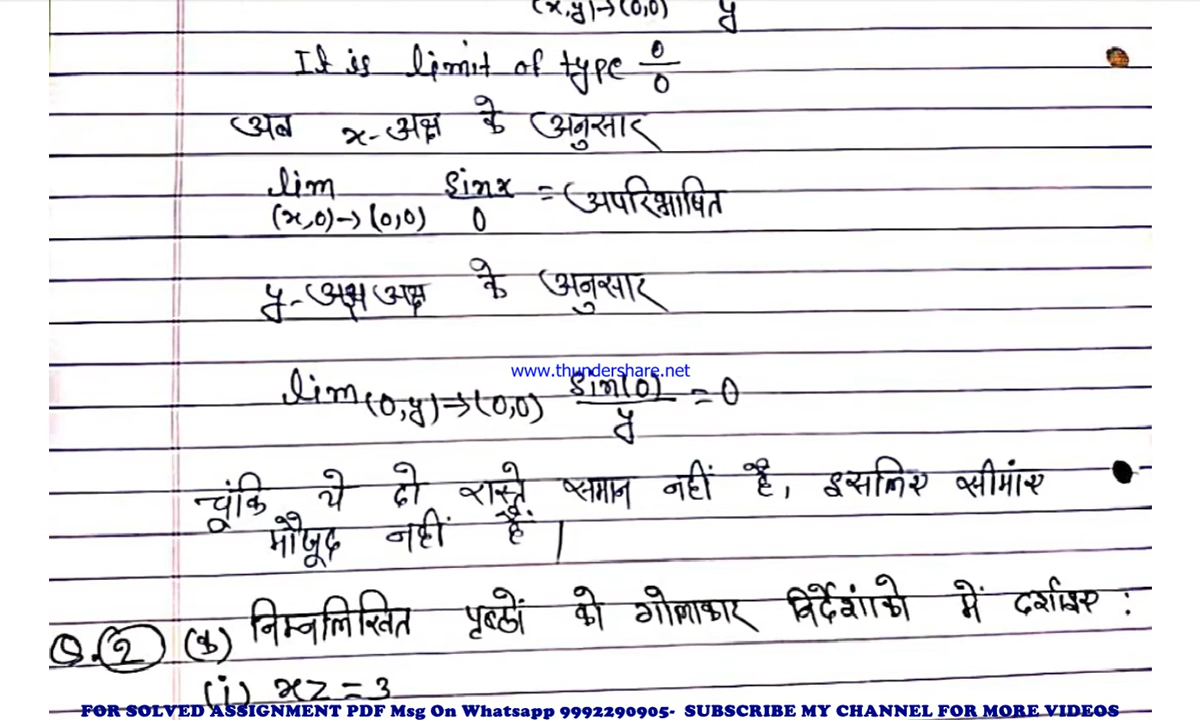 (x,y)→(0,0) y
It is limit of type 0/0
अब x-अक्ष के अनुसार
lim (x,0)→(0,0) sinx/0 = अपरिभाषित
y-अक्ष अक्ष के अनुसार
www.thundershare.net
lim (0,y)→(0,0) sin(0)/y = 0
चूंकि ये दो रास्ते समान नहीं है, इसलिए सीमांए
मौजूद नहीं हैं |
Q.2 (क) निम्नलिखित पृष्ठों को गोलाकार निर्देशांको में दर्शाइए :
(i) xz = 3
FOR SOLVED ASSIGNMENT PDF Msg On Whatsapp 9992290905- SUBSCRIBE MY CHANNEL FOR MORE VIDEOS